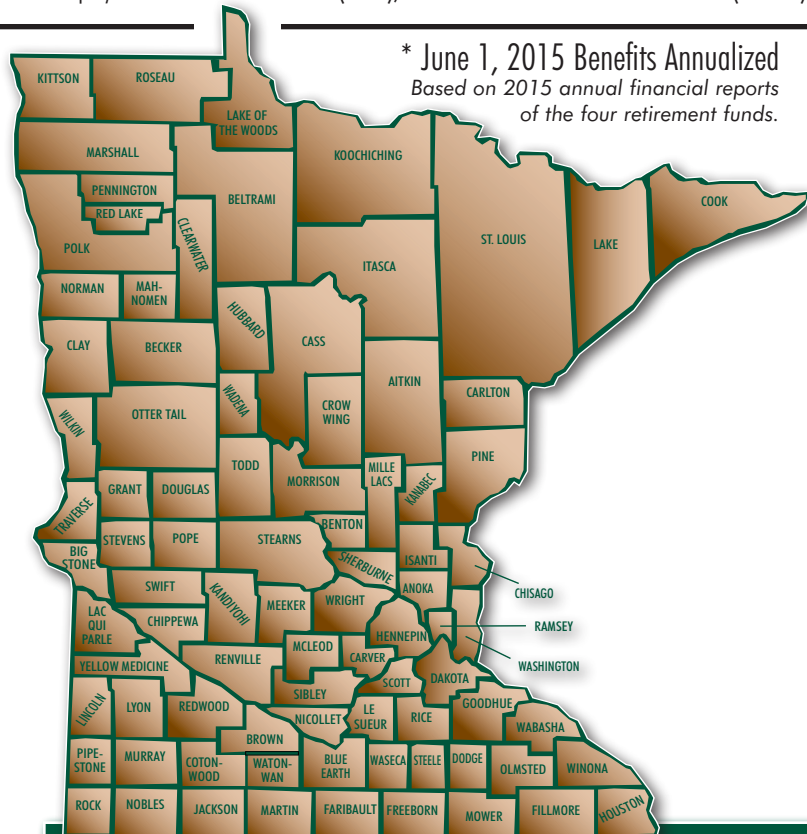 * June 1, 2015 Benefits Annualized
Based on 2015 annual financial reports
of the four retirement funds.
KITTSON
ROSEAU
LAKE OF
THE WOODS
MARSHALL
KOOCHICHING
PENNINGTON
BELTRAMI
RED LAKE
CLEARWATER
POLK
COOK
ST. LOUIS
LAKE
ITASCA
NORMAN
MAH-
NOMEN
HUBBARD
CASS
CLAY
BECKER
AITKIN
CARLTON
WILKIN
OTTER TAIL
WADENA
CROW
WING
PINE
TODD
MORRISON
MILLE
LACS
KANABEC
GRANT
DOUGLAS
TRAVERSE
STEVENS
POPE
STEARNS
BENTON
BIG
STONE
SHERBURNE
ISANTI
ANOKA
CHISAGO
SWIFT
KANDIYOHI
MEEKER
WRIGHT
RAMSEY
LAC
QUI
PARLE
CHIPPEWA
HENNEPIN
WASHINGTON
YELLOW MEDICINE
RENVILLE
MCLEOD
CARVER
SCOTT
DAKOTA
LINCOLN
LYON
REDWOOD
SIBLEY
NICOLLET
LE
SUEUR
RICE
GOODHUE
WABASHA
BROWN
PIPE-
STONE
MURRAY
COTON-
WOOD
WATON-
WAN
BLUE
EARTH
WASECA
STEELE
DODGE
OLMSTED
WINONA
ROCK
NOBLES
JACKSON
MARTIN
FARIBAULT
FREEBORN
MOWER
FILLMORE
HOUSTON